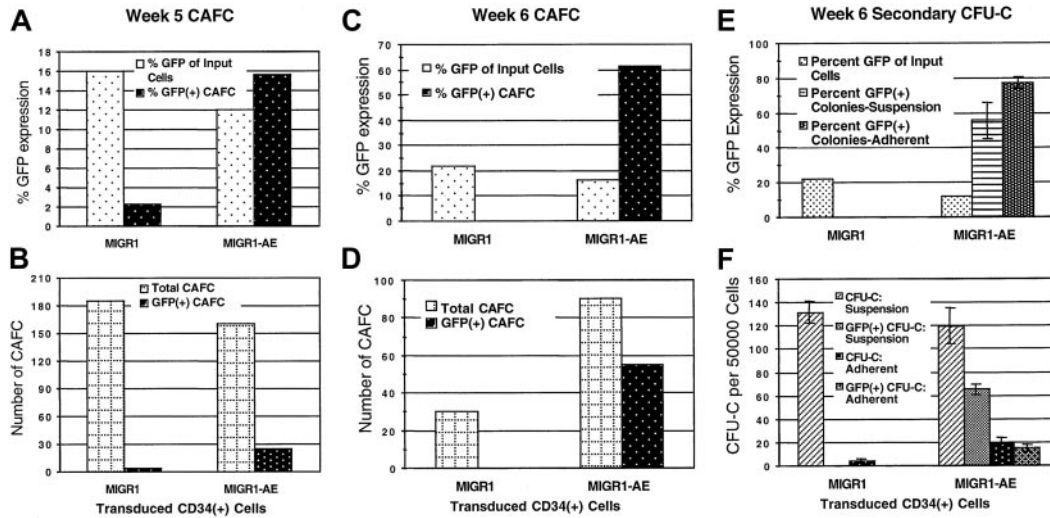 A
Week 5 CAFC
% GFP expression
18
16
14
12
10
8
6
4
2
0
% GFP of Input
Cells
% GFP(+) CAFC
MIGR1
MIGR1-AE
B
Number of CAFC
210
180
150
120
90
60
30
0
Total CAFC
GFP(+) CAFC
MIGR1
MIGR1-AE
Transduced CD34(+) Cells
C
Week 6 CAFC
% GFP expression
70
60
50
40
30
20
10
0
% GFP of Input Cells
% GFP(+) CAFC
MIGR1
MIGR1-AE
D
Number of CAFC
100
80
60
40
20
0
Total CAFC
GFP(+) CAFC
MIGR1
MIGR1-AE
Transduced CD34(+) Cells
E
Week 6 Secondary CFU-C
% GFP Expression
100
80
60
40
20
0
Percent GFP of Input
Cells
Percent GFP(+)
Colonies-Suspension
Percent GFP(+)
Colonies-Adherent
MIGR1
MIGR1-AE
F
CFU-C per 50000 Cells
160
140
120
100
80
60
40
20
0
CFU-C:
Suspension
GFP(+) CFU-C:
Suspension
CFU-C:
Adherent
GFP(+) CFU-C:
Adherent
MIGR1
MIGR1-AE
Transduced CD34(+) Cells